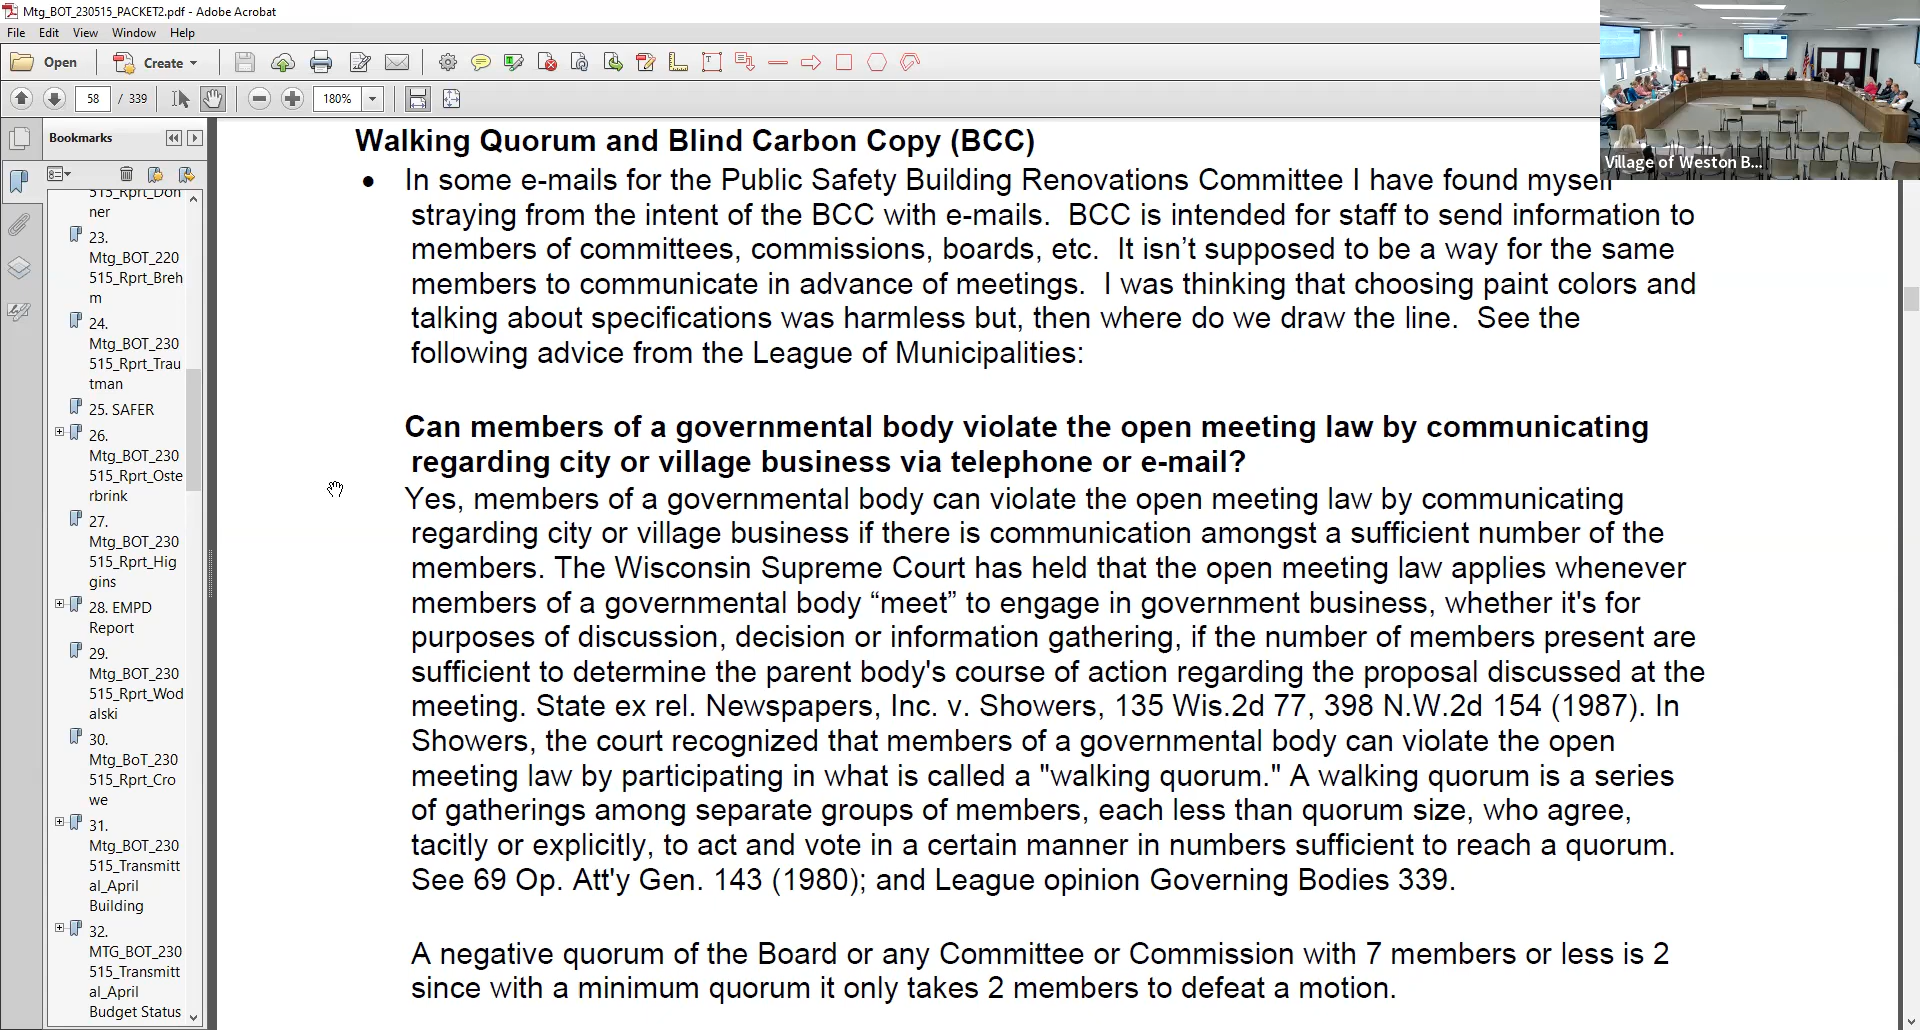 Mtg_BOT_230515_PACKET2.pdf - Adobe Acrobat
File Edit View Window Help
Open Create
58 / 339 180%
Bookmarks
515_Rprt_Don
ner
23.
Mtg_BOT_220
515_Rprt_Breh
m
24.
Mtg_BOT_230
515_Rprt_Trau
tman
25. SAFER
26.
Mtg_BOT_230
515_Rprt_Oste
rbrink
27.
Mtg_BOT_230
515_Rprt_Hig
gins
28. EMPD
Report
29.
Mtg_BOT_230
515_Rprt_Wod
alski
30.
Mtg_BoT_230
515_Rprt_Cro
we
31.
Mtg_BOT_230
515_Transmitt
al_April
Building
32.
MTG_BOT_230
515_Transmitt
al_April
Budget Status
Village of Weston B...
Walking Quorum and Blind Carbon Copy (BCC)
• In some e-mails for the Public Safety Building Renovations Committee I have found myself
straying from the intent of the BCC with e-mails. BCC is intended for staff to send information to
members of committees, commissions, boards, etc. It isn’t supposed to be a way for the same
members to communicate in advance of meetings. I was thinking that choosing paint colors and
talking about specifications was harmless but, then where do we draw the line. See the
following advice from the League of Municipalities:
Can members of a governmental body violate the open meeting law by communicating
regarding city or village business via telephone or e-mail?
Yes, members of a governmental body can violate the open meeting law by communicating
regarding city or village business if there is communication amongst a sufficient number of the
members. The Wisconsin Supreme Court has held that the open meeting law applies whenever
members of a governmental body “meet” to engage in government business, whether it's for
purposes of discussion, decision or information gathering, if the number of members present are
sufficient to determine the parent body's course of action regarding the proposal discussed at the
meeting. State ex rel. Newspapers, Inc. v. Showers, 135 Wis.2d 77, 398 N.W.2d 154 (1987). In
Showers, the court recognized that members of a governmental body can violate the open
meeting law by participating in what is called a "walking quorum." A walking quorum is a series
of gatherings among separate groups of members, each less than quorum size, who agree,
tacitly or explicitly, to act and vote in a certain manner in numbers sufficient to reach a quorum.
See 69 Op. Att'y Gen. 143 (1980); and League opinion Governing Bodies 339.
A negative quorum of the Board or any Committee or Commission with 7 members or less is 2
since with a minimum quorum it only takes 2 members to defeat a motion.